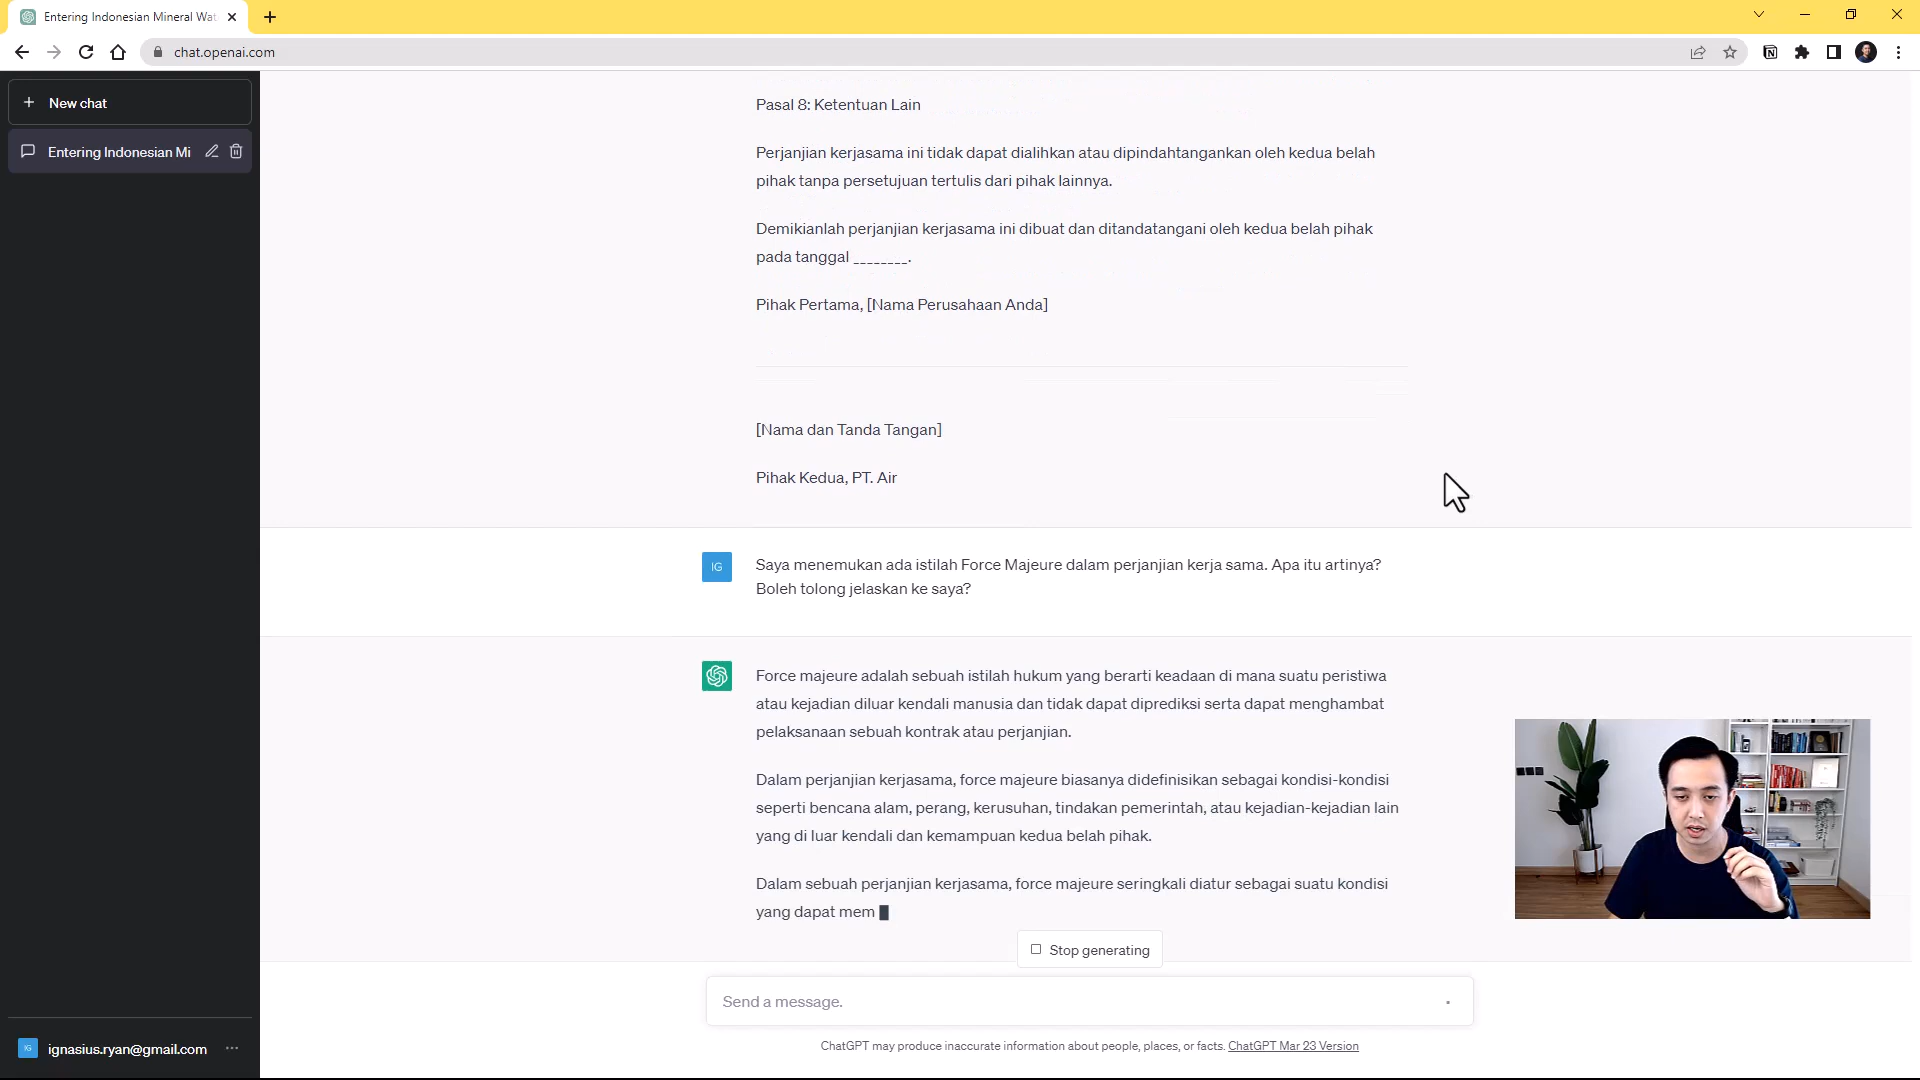 Entering Indonesian Mineral Wat
chat.openai.com
New chat
Entering Indonesian Mi
Pasal 8: Ketentuan Lain
Perjanjian kerjasama ini tidak dapat dialihkan atau dipindahtangankan oleh kedua belah
pihak tanpa persetujuan tertulis dari pihak lainnya.
Demikianlah perjanjian kerjasama ini dibuat dan ditandatangani oleh kedua belah pihak
pada tanggal ________.
Pihak Pertama, [Nama Perusahaan Anda]
[Nama dan Tanda Tangan]
Pihak Kedua, PT. Air
IG
Saya menemukan ada istilah Force Majeure dalam perjanjian kerja sama. Apa itu artinya?
Boleh tolong jelaskan ke saya?
Force majeure adalah sebuah istilah hukum yang berarti keadaan di mana suatu peristiwa
atau kejadian diluar kendali manusia dan tidak dapat diprediksi serta dapat menghambat
pelaksanaan sebuah kontrak atau perjanjian.
Dalam perjanjian kerjasama, force majeure biasanya didefinisikan sebagai kondisi-kondisi
seperti bencana alam, perang, kerusuhan, tindakan pemerintah, atau kejadian-kejadian lain
yang di luar kendali dan kemampuan kedua belah pihak.
Dalam sebuah perjanjian kerjasama, force majeure seringkali diatur sebagai suatu kondisi
yang dapat mem
Stop generating
Send a message.
IG
ignasius.ryan@gmail.com
ChatGPT may produce inaccurate information about people, places, or facts. ChatGPT Mar 23 Version